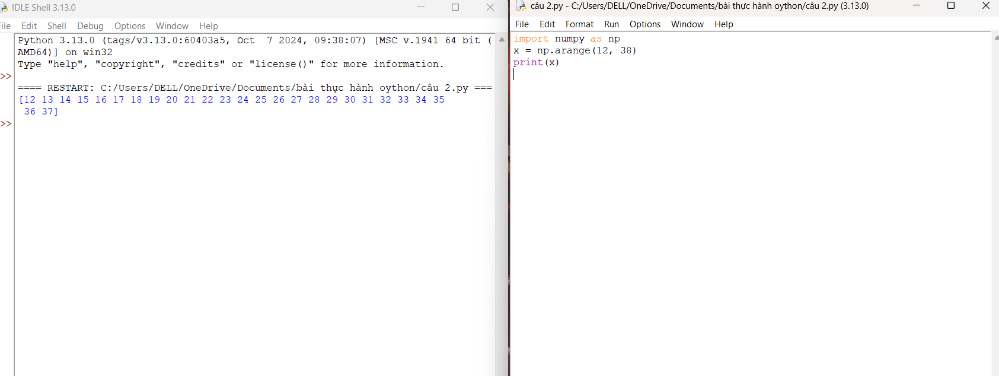 IDLE Shell 3.13.0
File Edit Shell Debug Options Window Help
Python 3.13.0 (tags/v3.13.0:60403a5, Oct  7 2024, 09:38:07) [MSC v.1941 64 bit (
AMD64)] on win32
Type "help", "copyright", "credits" or "license()" for more information.
>>
==== RESTART: C:/Users/DELL/OneDrive/Documents/bài thực hành oython/câu 2.py ===
[12 13 14 15 16 17 18 19 20 21 22 23 24 25 26 27 28 29 30 31 32 33 34 35
 36 37]
>>
câu 2.py - C:/Users/DELL/OneDrive/Documents/bài thực hành oython/câu 2.py (3.13.0)
File Edit Format Run Options Window Help
import numpy as np
x = np.arange(12, 38)
print(x)